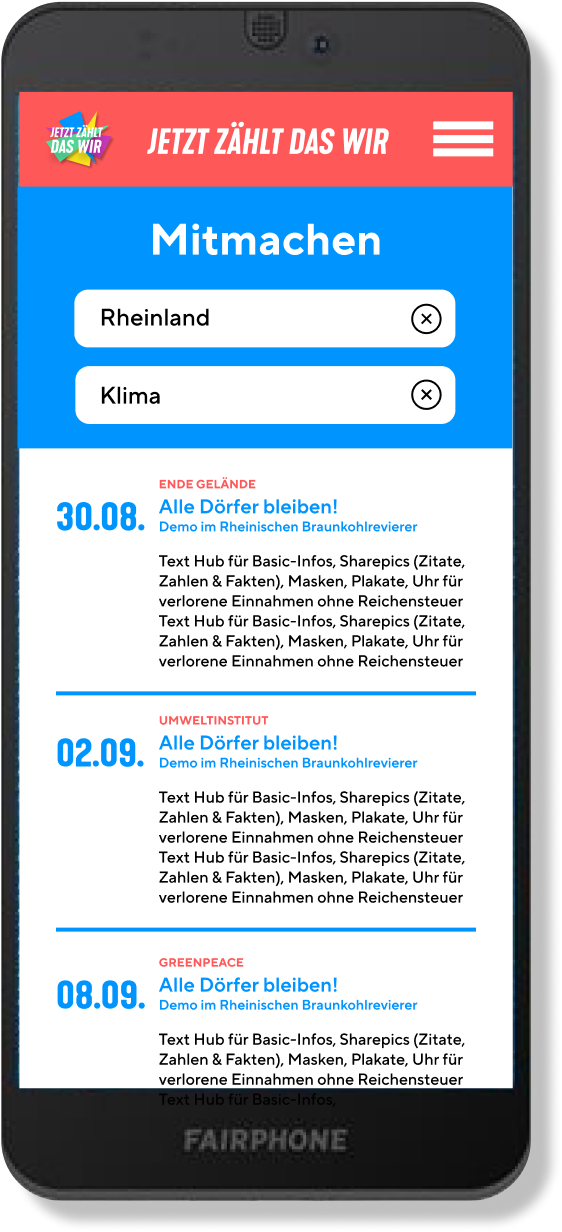 JETZT ZÄHLT
DAS WIR
JETZT ZÄHLT DAS WIR
Mitmachen
Rheinland
Klima
ENDE GELÄNDE
30.08.
Alle Dörfer bleiben!
Demo im Rheinischen Braunkohlrevierer
Text Hub für Basic-Infos, Sharepics (Zitate,
Zahlen & Fakten), Masken, Plakate, Uhr für
verlorene Einnahmen ohne Reichensteuer
Text Hub für Basic-Infos, Sharepics (Zitate,
Zahlen & Fakten), Masken, Plakate, Uhr für
verlorene Einnahmen ohne Reichensteuer
UMWELTINSTITUT
02.09.
Alle Dörfer bleiben!
Demo im Rheinischen Braunkohlrevierer
Text Hub für Basic-Infos, Sharepics (Zitate,
Zahlen & Fakten), Masken, Plakate, Uhr für
verlorene Einnahmen ohne Reichensteuer
Text Hub für Basic-Infos, Sharepics (Zitate,
Zahlen & Fakten), Masken, Plakate, Uhr für
verlorene Einnahmen ohne Reichensteuer
GREENPEACE
08.09.
Alle Dörfer bleiben!
Demo im Rheinischen Braunkohlrevierer
Text Hub für Basic-Infos, Sharepics (Zitate,
Zahlen & Fakten), Masken, Plakate, Uhr für
verlorene Einnahmen ohne Reichensteuer
Text Hub für Basic-Infos,
FAIRPHONE